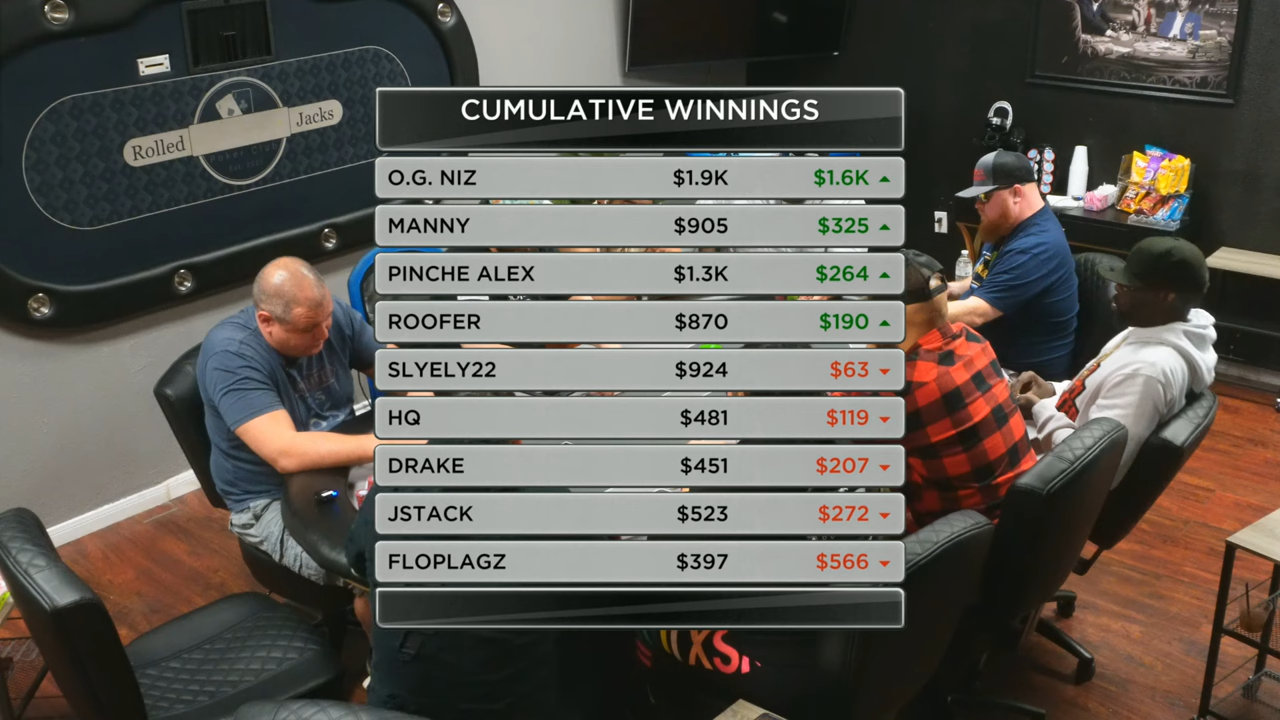 Rolled
Jacks
CUMULATIVE WINNINGS
O.G. NIZ $1.9K $1.6K
MANNY $905 $325
PINCHE ALEX $1.3K $264
ROOFER $870 $190
SLYELY22 $924 $63
HQ $481 $119
DRAKE $451 $207
JSTACK $523 $272
FLOPLAGZ $397 $566